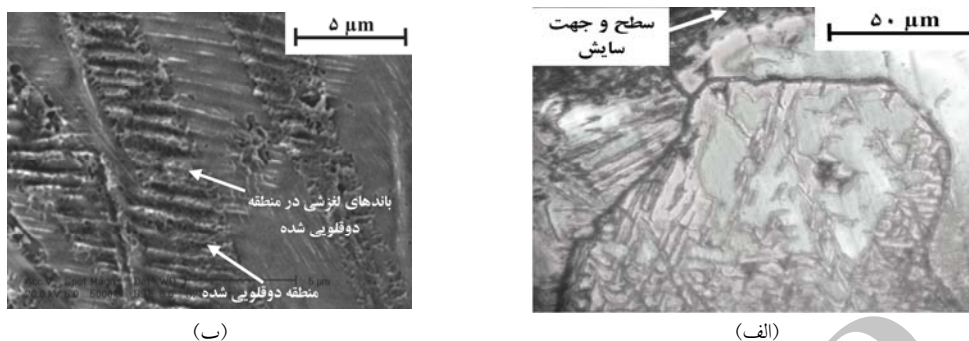 ۵ µm
باندهای لغزشی در منطقه
دوقلویی شده
منطقه دوقلویی شده
(ب)
۵۰ µm
سطح و جهت
سایش
(الف)